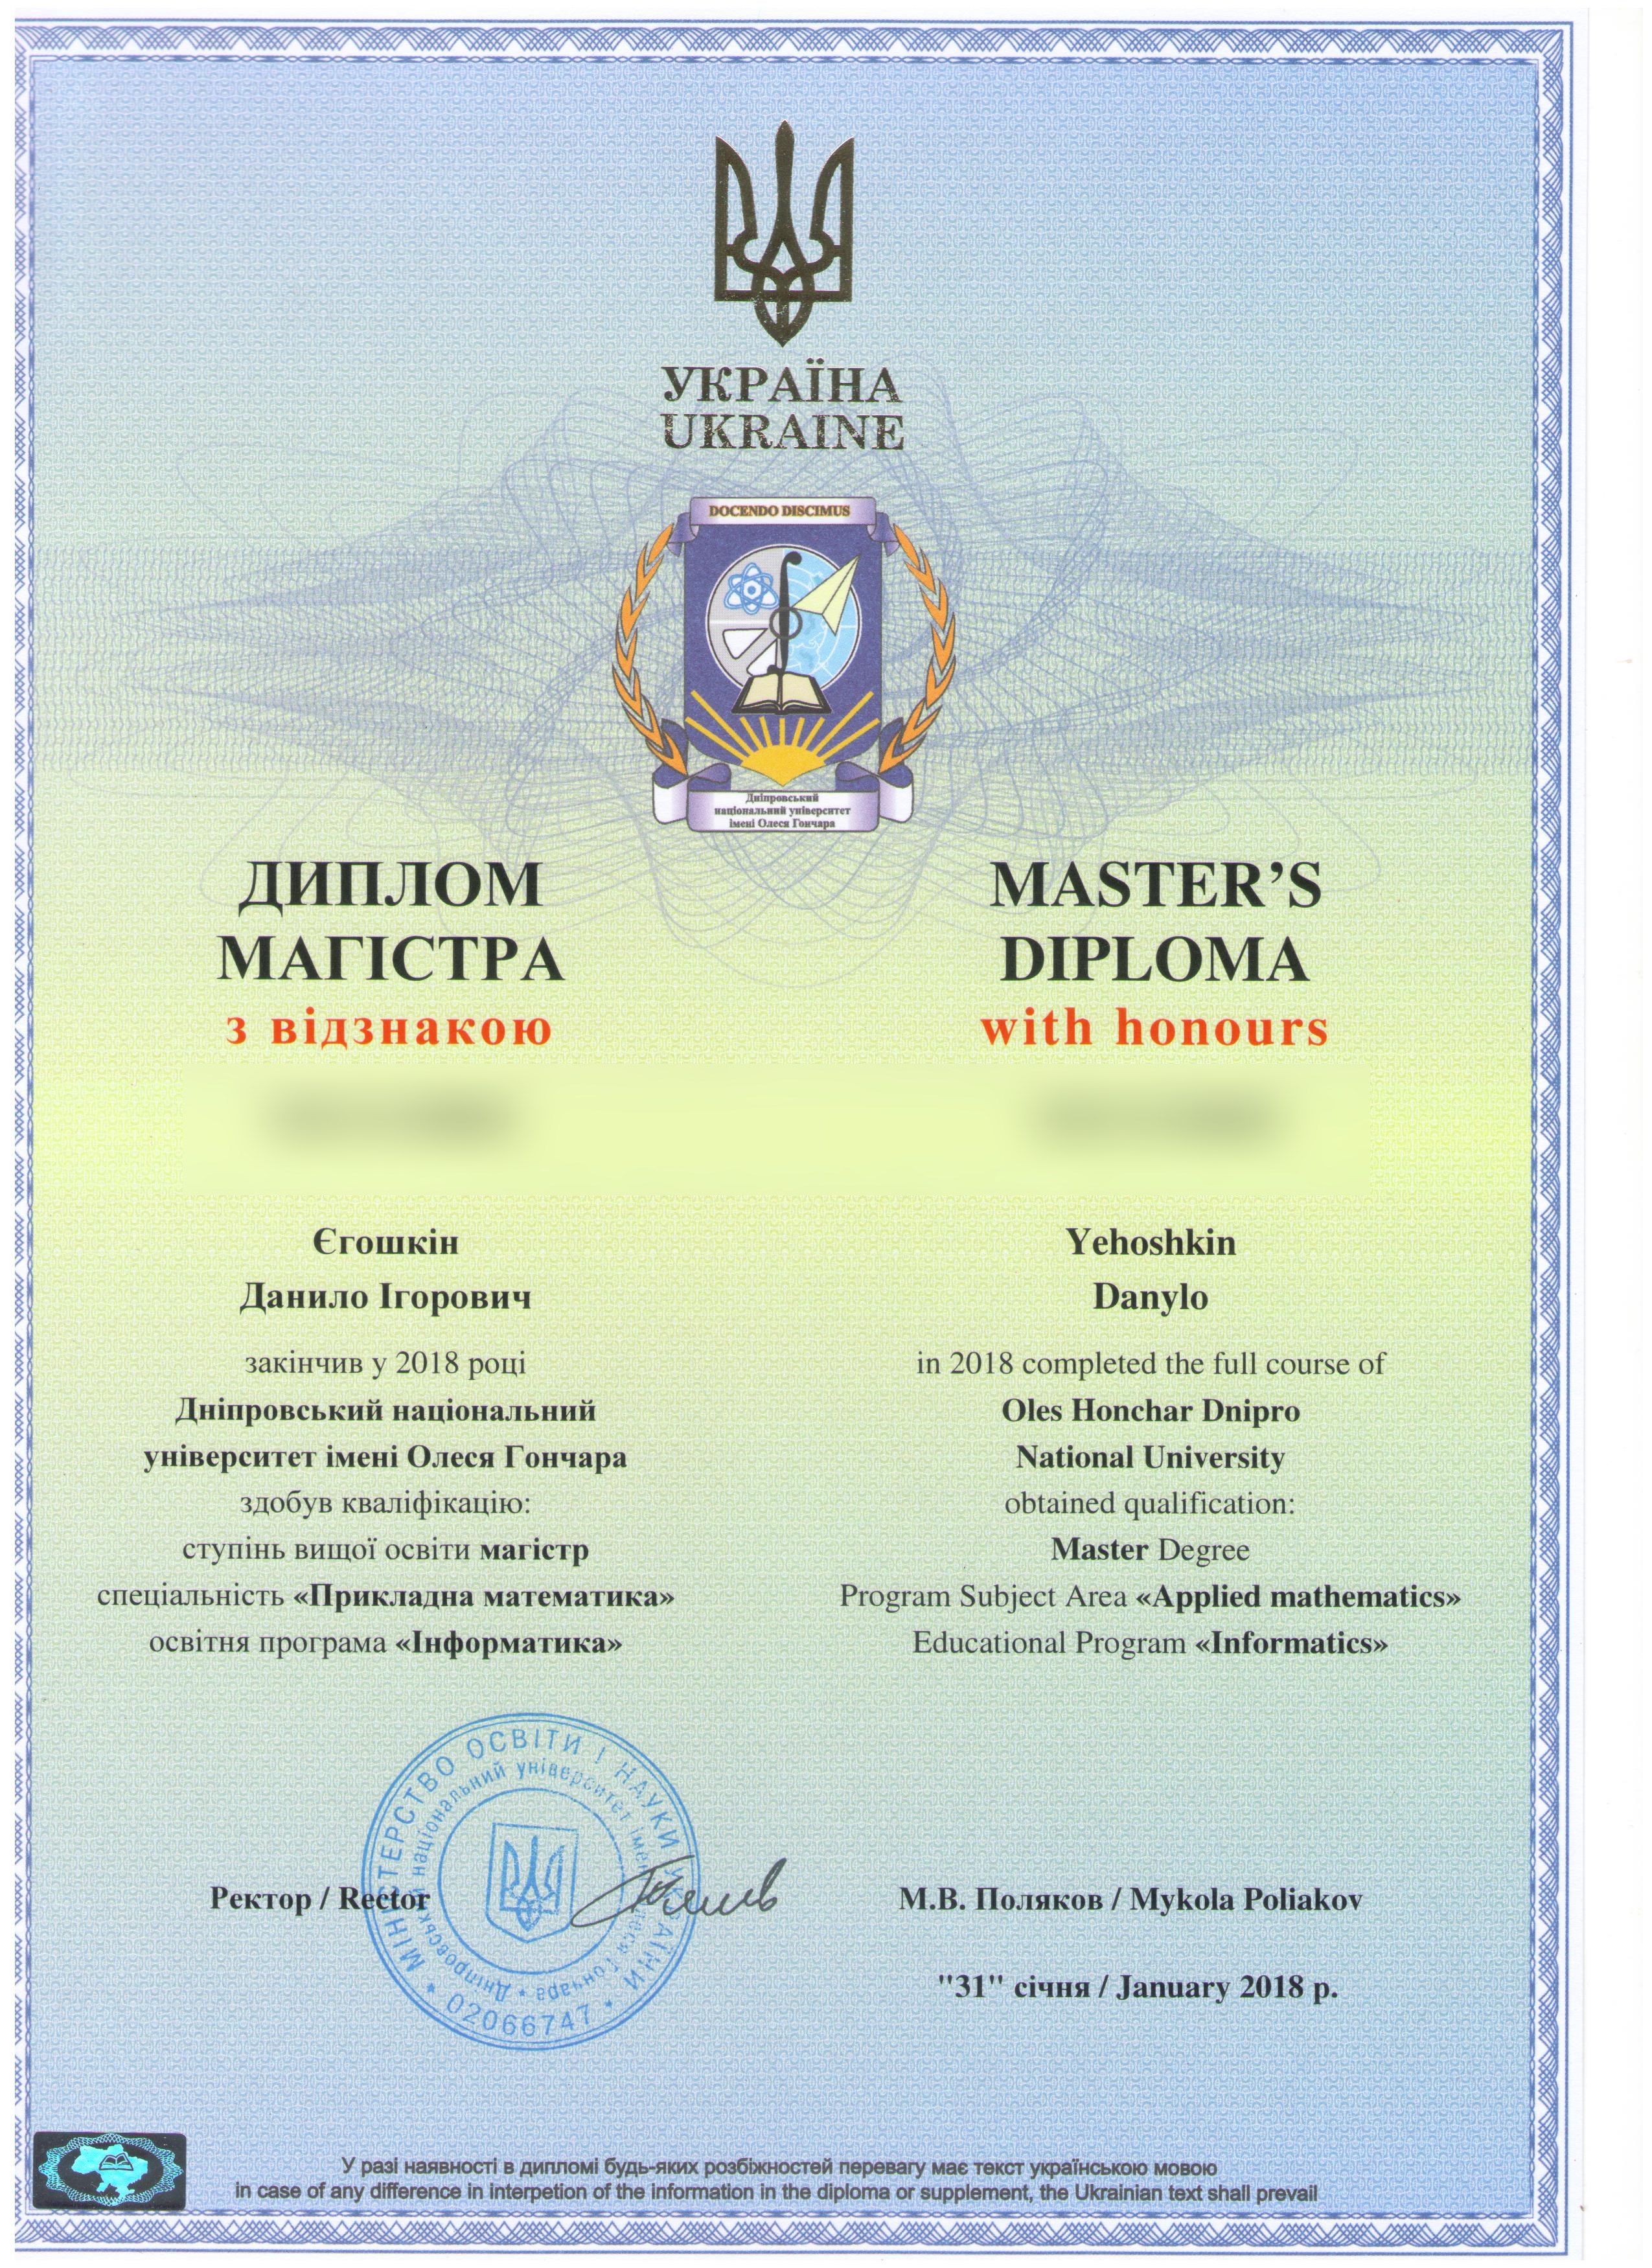 УКРАЇНА
UKRAINE
DOCENDO DISCIMUS
Дніпровський
національний університет
імені Олеся Гончара
ДИПЛОМ
МАГІСТРА
з відзнакою
MASTER’S
DIPLOMA
with honours
Єгошкін
Данило Ігорович
закінчив у 2018 році
Дніпровський національний
університет імені Олеся Гончара
здобув кваліфікацію:
ступінь вищої освіти магістр
спеціальність «Прикладна математика»
освітня програма «Інформатика»
Yehoshkin
Danylo
in 2018 completed the full course of
Oles Honchar Dnipro
National University
obtained qualification:
Master Degree
Program Subject Area «Applied mathematics»
Educational Program «Informatics»
МІНІСТЕРСТВО ОСВІТИ І НАУКИ УКРАЇНИ
Дніпровський національний університет імені Олеся Гончара
02066747
Ректор / Rector
М.В. Поляков / Mykola Poliakov
"31" січня / January 2018 р.
У разі наявності в дипломі будь-яких розбіжностей перевагу має текст українською мовою
in case of any difference in interpetion of the information in the diploma or supplement, the Ukrainian text shall prevail